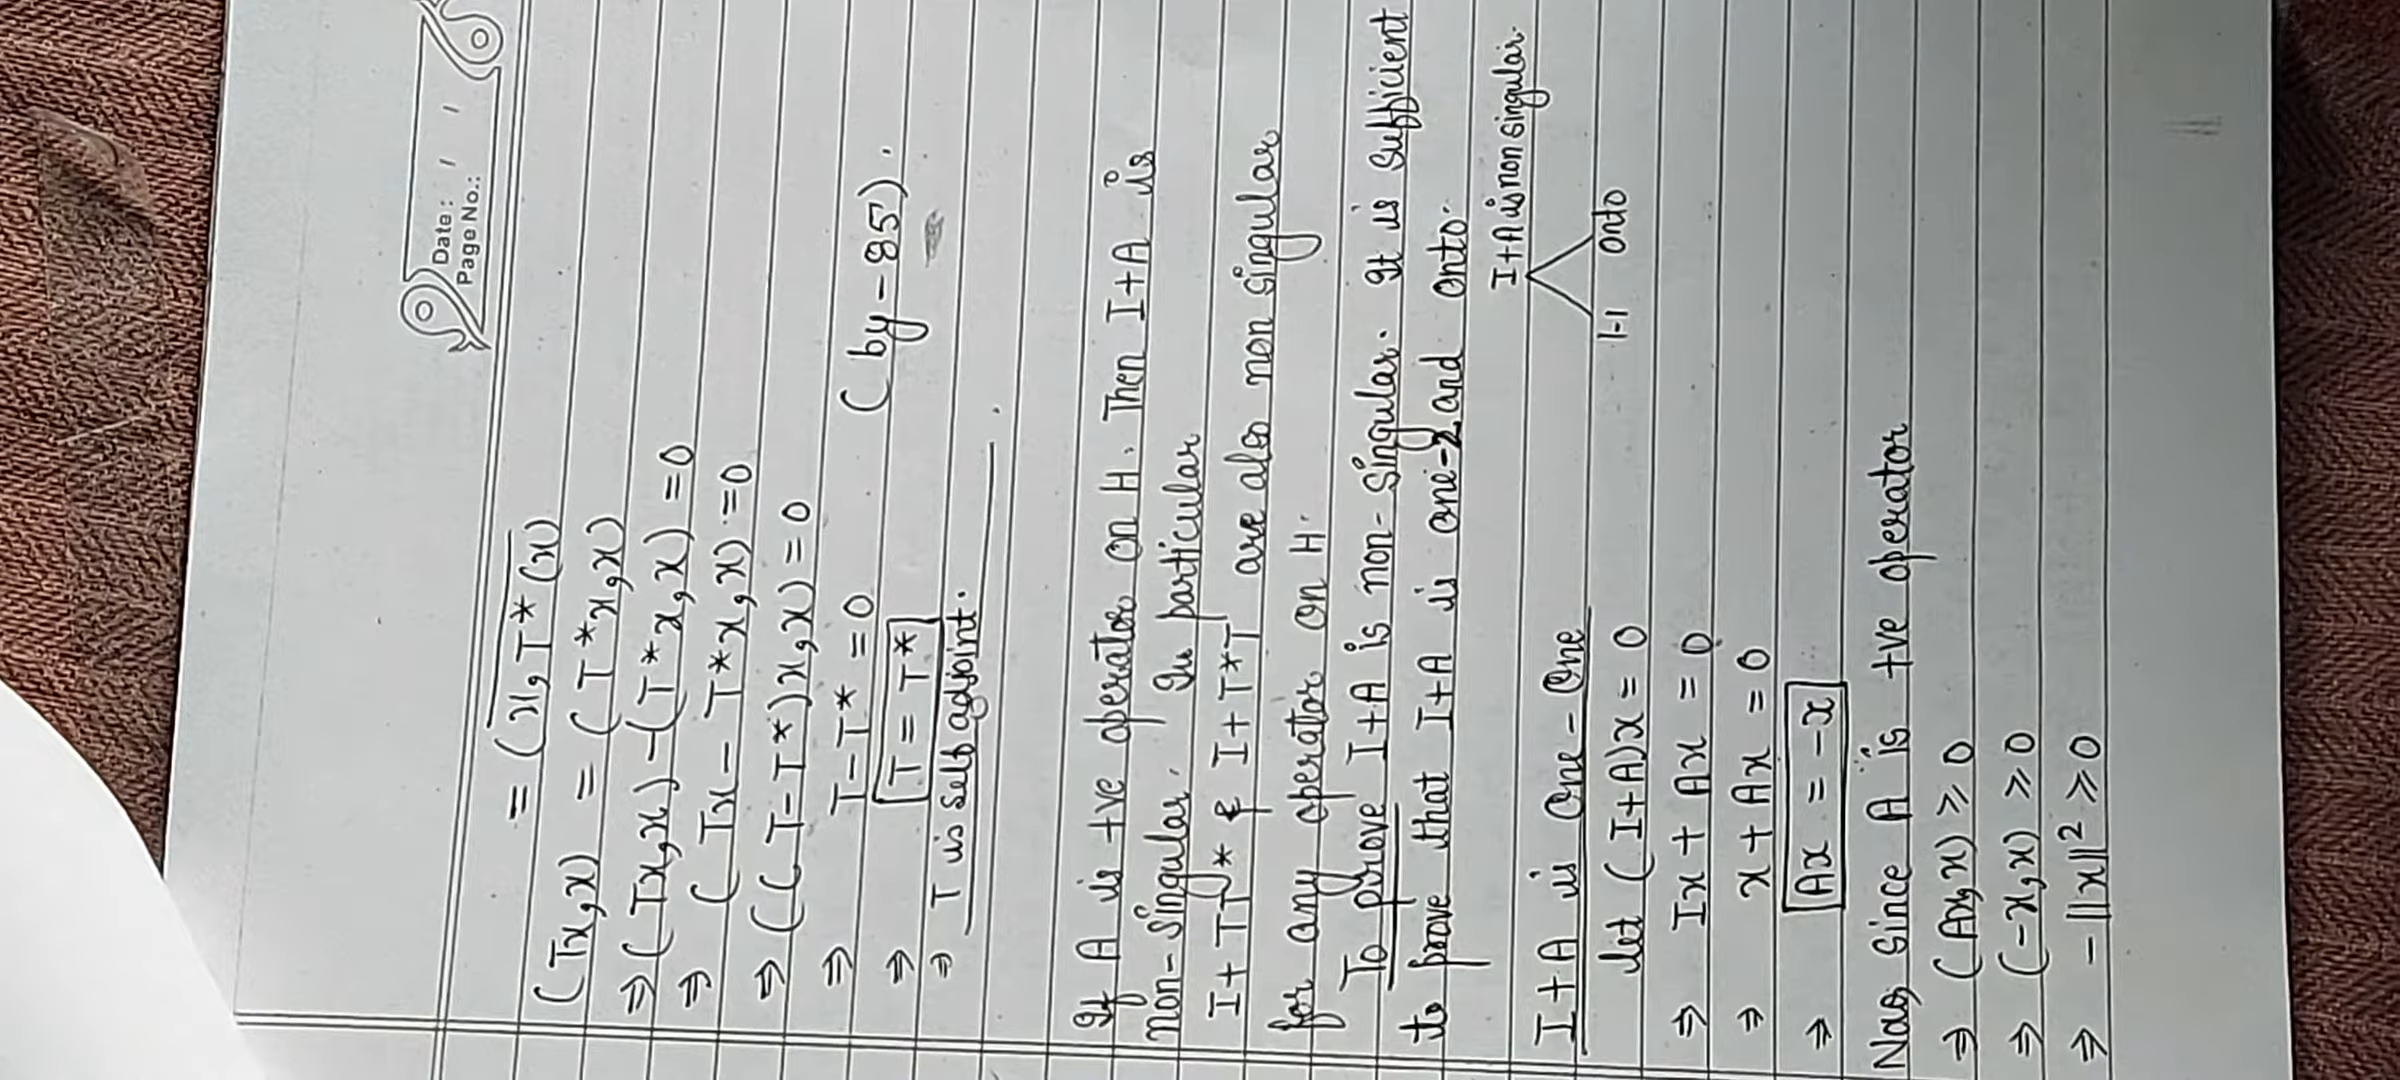 Date: / /
Page No.:
= (x, T*(x)
(Tx,x) = (T*x,x)
⇒ (Tx,x) - (T*x,x) = 0
⇒ (Tx - T*x,x) = 0
⇒ ((T-T*)x,x) = 0
⇒ T-T* = 0 (by-85).
⇒ T = T*
⇒ T is self adjoint.
If A is +ve operator on H. Then I+A is
non-singular. In particular
I+TT* & I+T*T are also non singular
for any operator on H.
To prove I+A is non-singular. It is sufficient
to prove that I+A is one-2 and onto.
I+A is non singular.
1-1 onto
I+A is one-one
let (I+A)x = 0
⇒ Ix + Ax = 0
⇒ x + Ax = 0
⇒ Ax = -x
Now, since A is +ve operator
⇒ (Ax,x) ≥ 0
⇒ (-x,x) ≥ 0
⇒ -||x||² ≥ 0